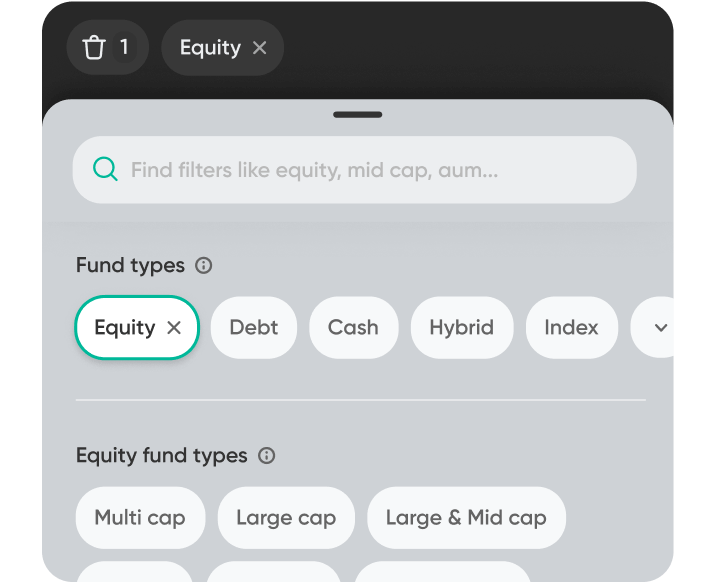 1 Equity
Find filters like equity, mid cap, aum...
Fund types
Equity Debt Cash Hybrid Index
Equity fund types
Multi cap Large cap Large & Mid cap